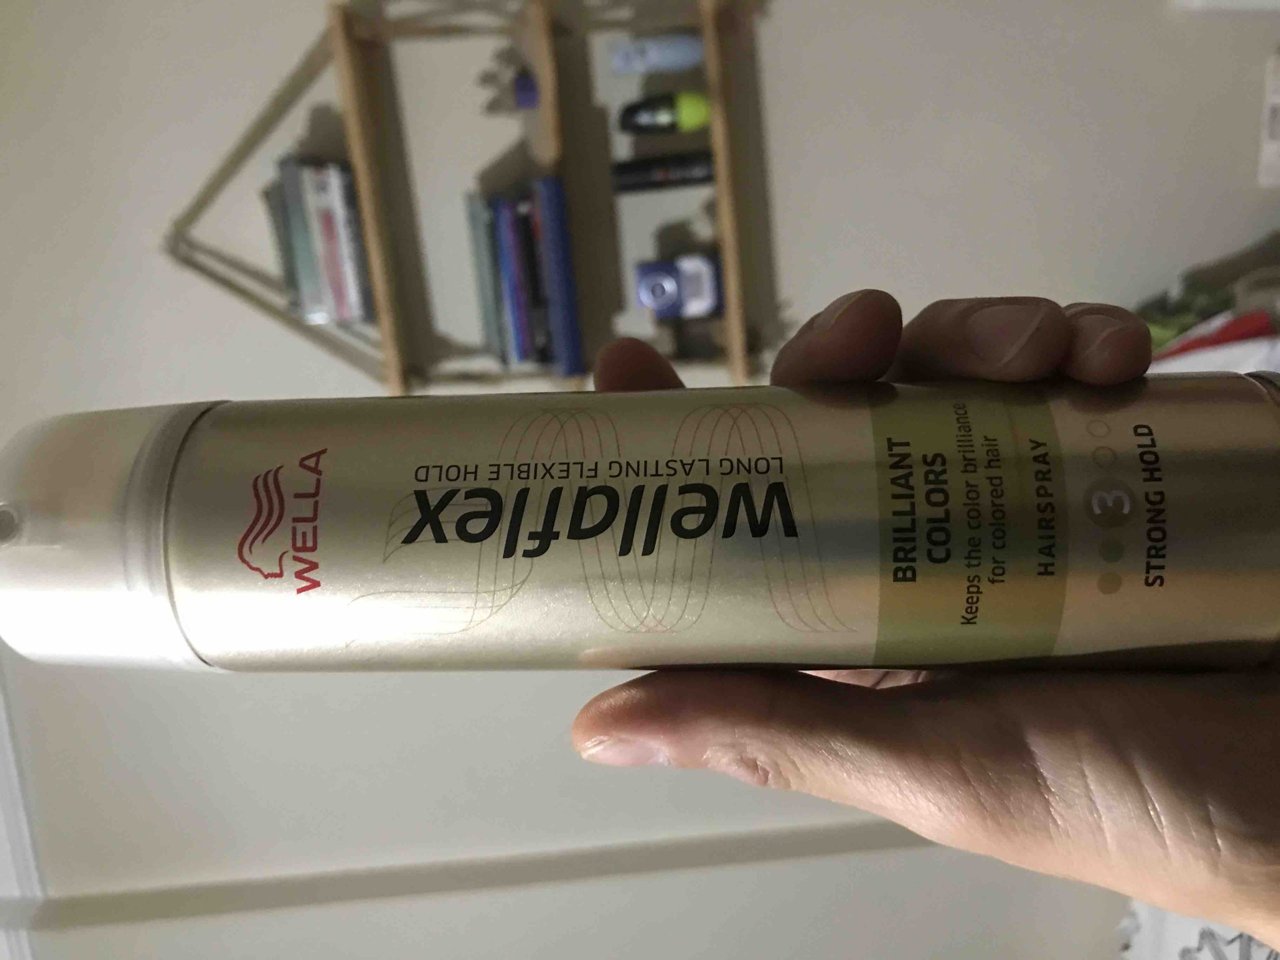 WELLA
wellaflex
LONG LASTING FLEXIBLE HOLD
BRILLIANT
COLORS
Keeps the color brilliance
for colored hair
HAIRSPRAY
3
STRONG HOLD